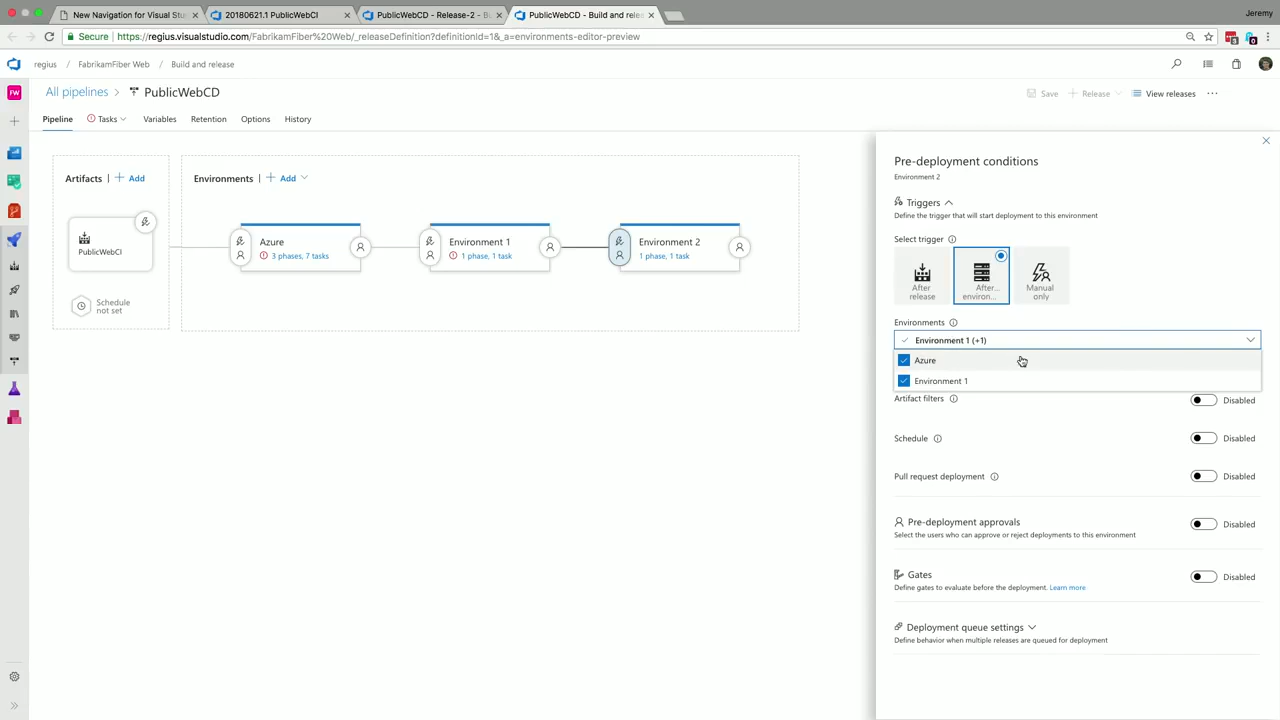 New Navigation for Visual Stu
20180621.1 PublicWebCI
PublicWebCD - Release-2 - B
PublicWebCD - Build and relea
Jeremy
Secure
https://regius.visualstudio.com/FabrikamFiber%20Web/_releaseDefinition?definitionId=1&_a=environments-editor-preview
regius / FabrikamFiber Web / Build and release
FW
All pipelines > PublicWebCD
Save
Release
View releases
Pipeline
Tasks
Variables
Retention
Options
History
Artifacts | + Add
Environments | + Add
PublicWebCI
Schedule
not set
Azure
3 phases, 7 tasks
Environment 1
1 phase, 1 task
Environment 2
1 phase, 1 task
Pre-deployment conditions
Environment 2
Triggers
Define the trigger that will start deployment to this environment
Select trigger
After
release
After...
environ...
Manual
only
Environments
Environment 1 (+1)
Azure
Environment 1
Artifact filters
Disabled
Schedule
Disabled
Pull request deployment
Disabled
Pre-deployment approvals
Disabled
Select the users who can approve or reject deployments to this environment
Gates
Disabled
Define gates to evaluate before the deployment. Learn more
Deployment queue settings
Define behavior when multiple releases are queued for deployment